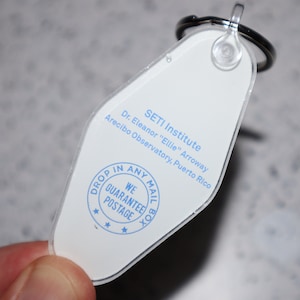 SETI Institute
Dr. Eleanor "Ellie" Arroway
Arecibo Observatory, Puerto Rico
DROP IN ANY MAIL BOX
WE
GUARANTEE
POSTAGE